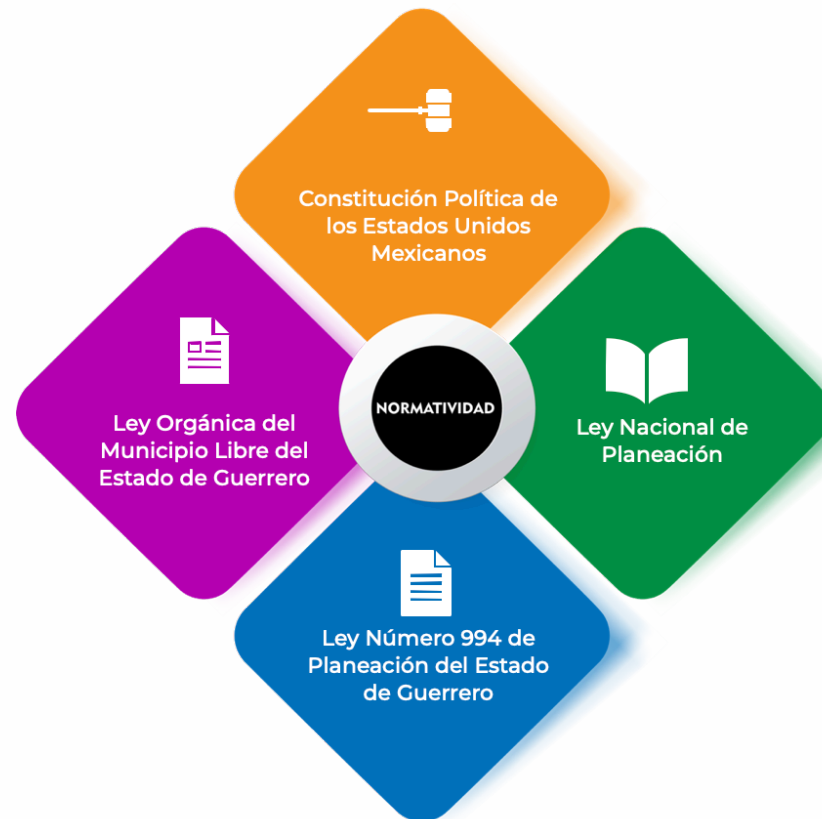 Constitución Política de
los Estados Unidos
Mexicanos
Ley Orgánica del
Municipio Libre del
Estado de Guerrero
NORMATIVIDAD
Ley Nacional de
Planeación
Ley Número 994 de
Planeación del Estado
de Guerrero